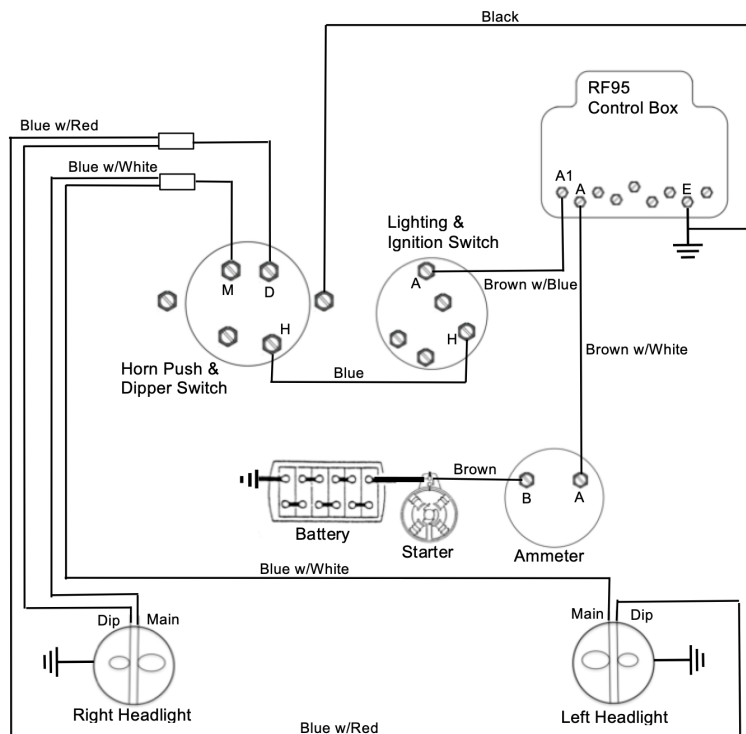 Black
RF95
Control Box
Blue w/Red
Blue w/White
A1
A
E
Lighting &
Ignition Switch
A
Brown w/Blue
M
D
H
H
Horn Push &
Dipper Switch
Blue
Brown w/White
Brown
B
A
Battery
Starter
Ammeter
Blue w/White
Dip
Main
Main
Dip
Right Headlight
Left Headlight
Blue w/Red